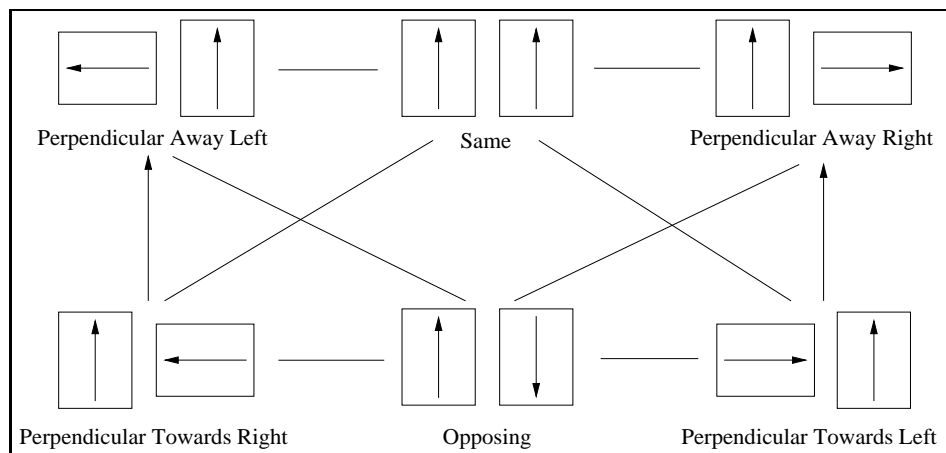 Perpendicular Away Left
Same
Perpendicular Away Right
Perpendicular Towards Right
Opposing
Perpendicular Towards Left